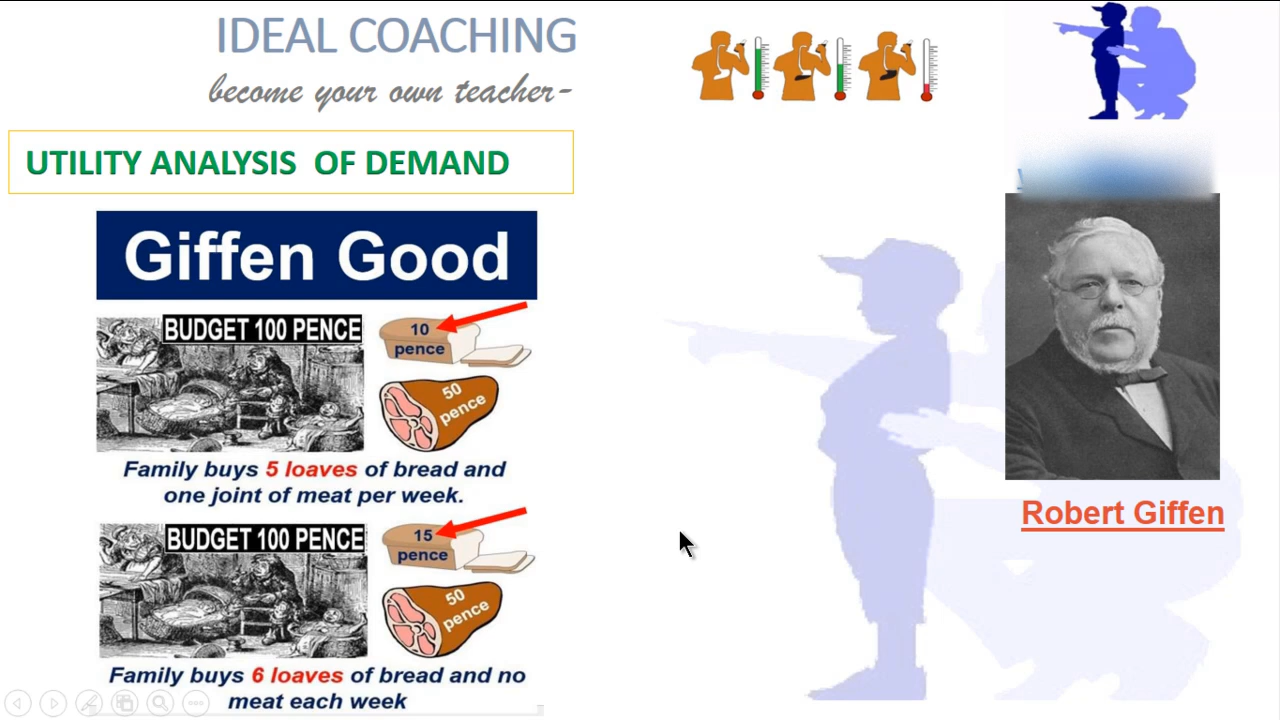 IDEAL COACHING
become your own teacher-
UTILITY ANALYSIS OF DEMAND
Giffen Good
BUDGET 100 PENCE
10
pence
50
pence
Family buys 5 loaves of bread and
one joint of meat per week.
BUDGET 100 PENCE
15
pence
50
pence
Family buys 6 loaves of bread and no
meat each week
Robert Giffen